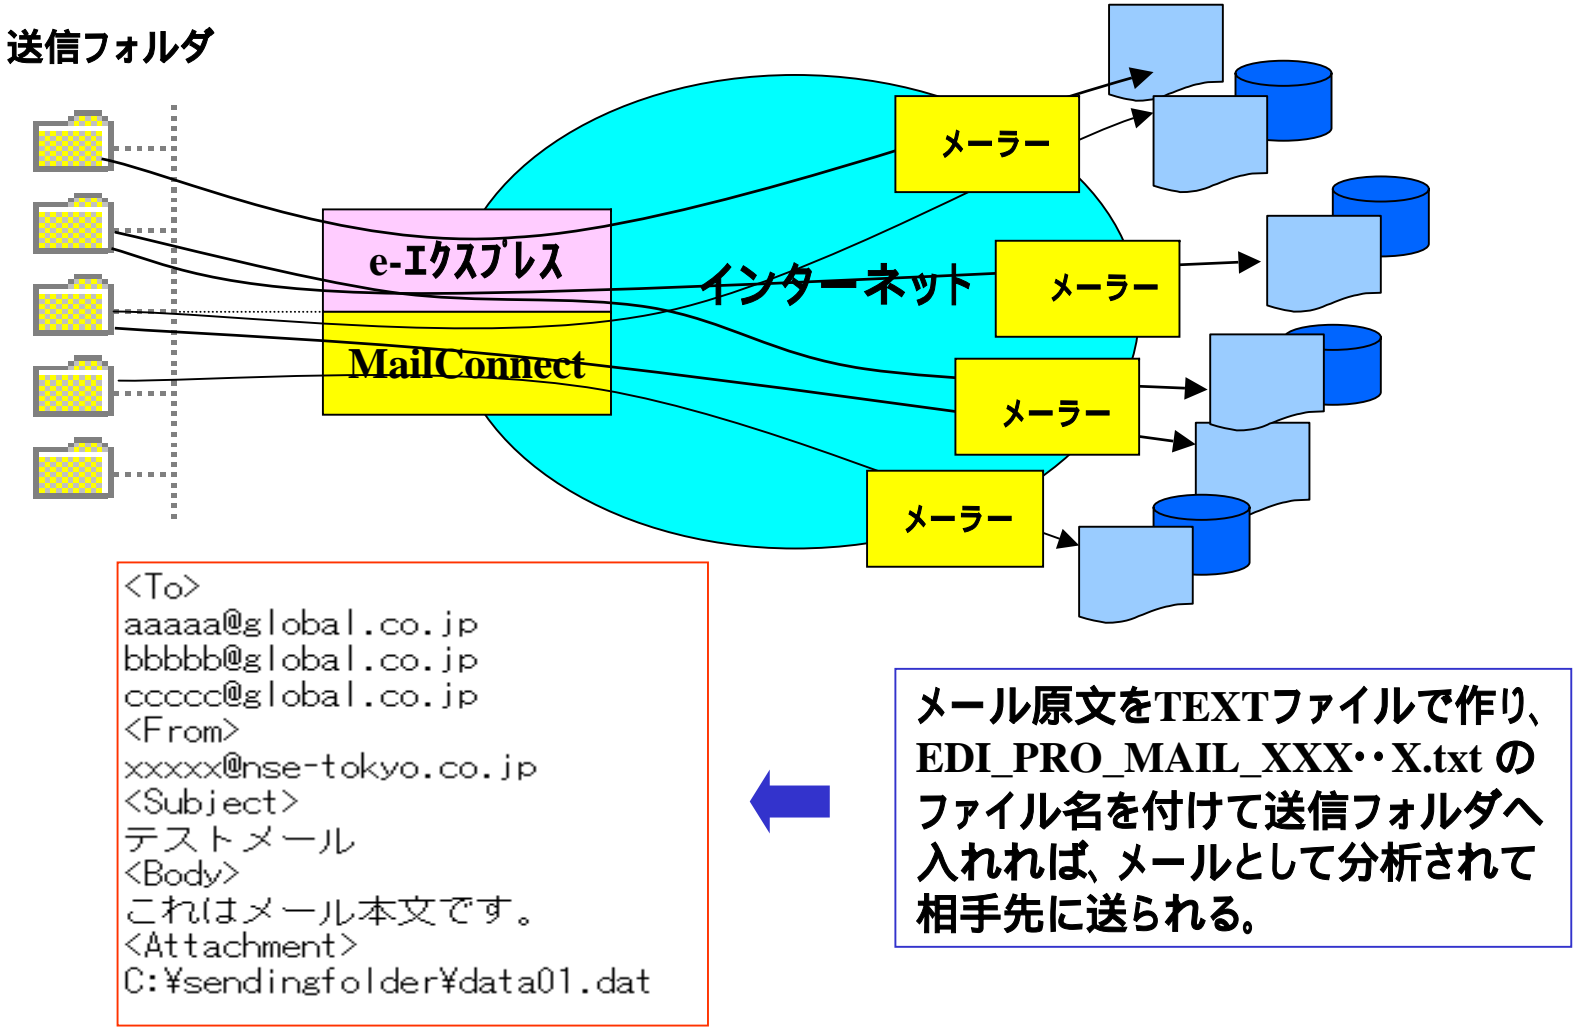 送信フォルダ
メーラー
e-エクスプレス
インターネット
メーラー
MailConnect
メーラー
メーラー
<To>
aaaaa@global.co.jp
bbbbb@global.co.jp
ccccc@global.co.jp
<From>
xxxxx@nse-tokyo.co.jp
<Subject>
テストメール
<Body>
これはメール本文です。
<Attachment>
C:¥sendingfolder¥data01.dat
メール原文をTEXTファイルで作り、
EDI_PRO_MAIL_XXX・・X.txt の
ファイル名を付けて送信フォルダへ
入れれば、メールとして分析されて
相手先に送られる。